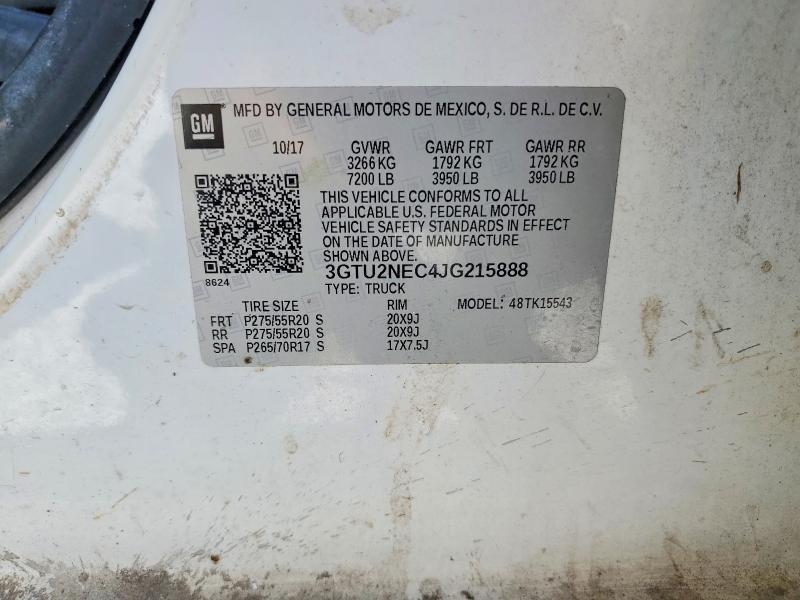 GM
MFD BY GENERAL MOTORS DE MEXICO, S. DE R.L. DE C.V.
10/17 GVWR GAWR FRT GAWR RR
3266 KG 1792 KG 1792 KG
7200 LB 3950 LB 3950 LB
THIS VEHICLE CONFORMS TO ALL
APPLICABLE U.S. FEDERAL MOTOR
VEHICLE SAFETY STANDARDS IN EFFECT
ON THE DATE OF MANUFACTURE
SHOWN ABOVE.
3GTU2NEC4JG215888
8624
TYPE: TRUCK
TIRE SIZE RIM MODEL: 48TK15543
FRT P275/55R20 S 20X9J
RR P275/55R20 S 20X9J
SPA P265/70R17 S 17X7.5J